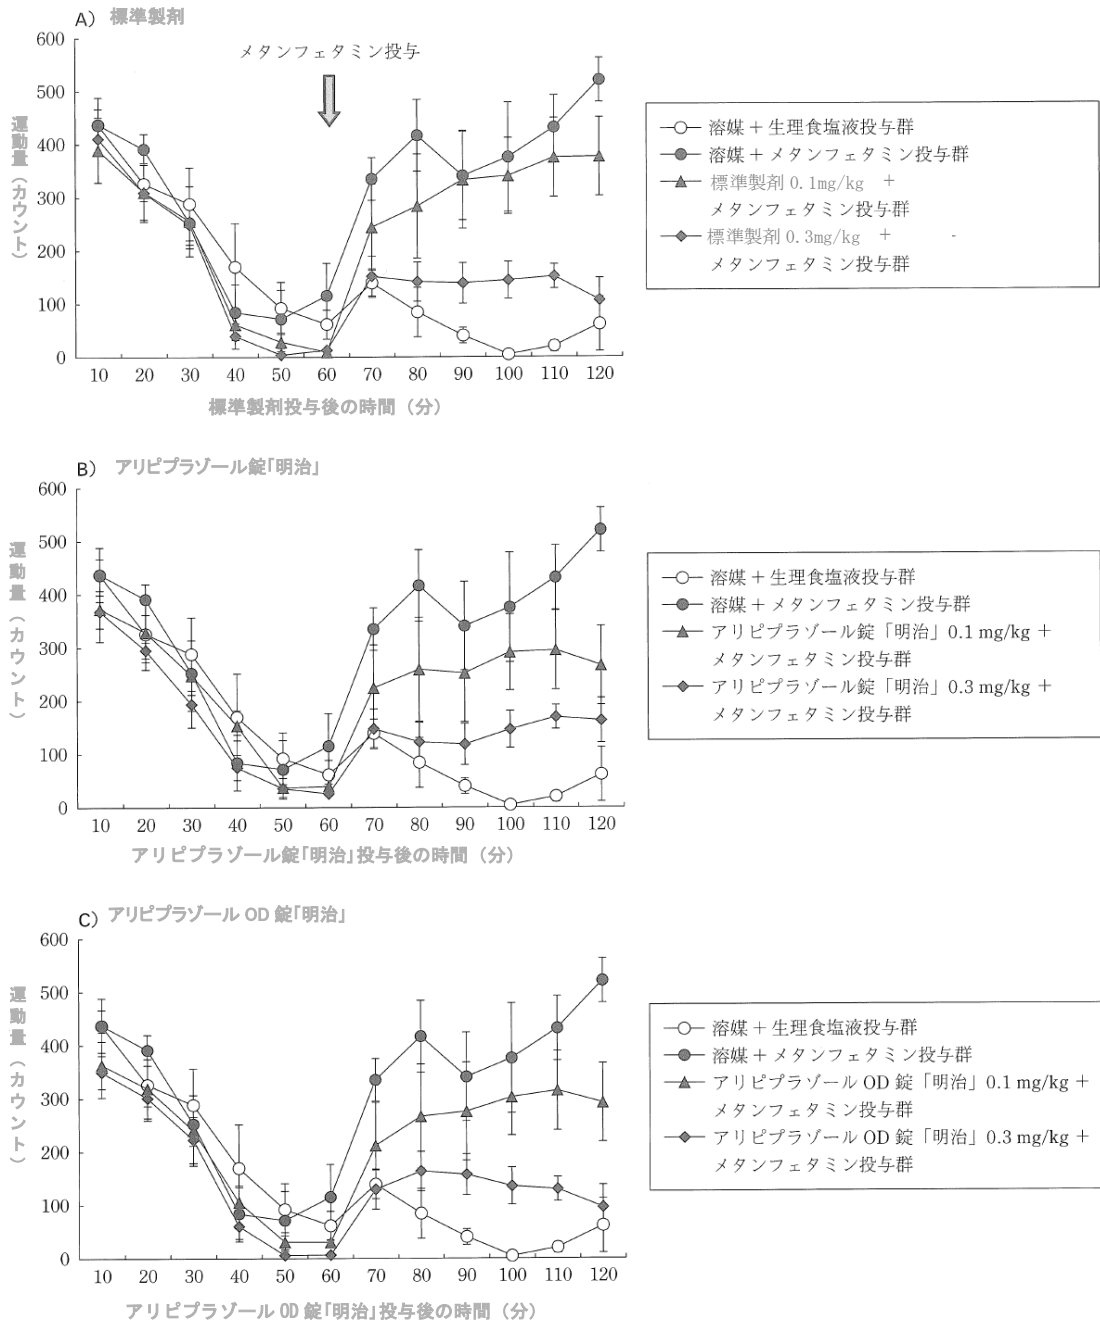 A) 標準製剤
メタンフェタミン投与
運動量(カウント)
600
500
400
300
200
100
0
10 20 30 40 50 60 70 80 90 100 110 120
標準製剤投与後の時間(分)
溶媒+生理食塩液投与群
溶媒+メタンフェタミン投与群
標準製剤 0.1mg/kg +
メタンフェタミン投与群
標準製剤 0.3mg/kg + -
メタンフェタミン投与群
B) アリピプラゾール錠「明治」
運動量(カウント)
600
500
400
300
200
100
0
10 20 30 40 50 60 70 80 90 100 110 120
アリピプラゾール錠「明治」投与後の時間(分)
溶媒+生理食塩液投与群
溶媒+メタンフェタミン投与群
アリピプラゾール錠「明治」0.1 mg/kg +
メタンフェタミン投与群
アリピプラゾール錠「明治」0.3 mg/kg +
メタンフェタミン投与群
C) アリピプラゾール OD 錠「明治」
運動量(カウント)
600
500
400
300
200
100
0
10 20 30 40 50 60 70 80 90 100 110 120
アリピプラゾール OD 錠「明治」投与後の時間(分)
溶媒+生理食塩液投与群
溶媒+メタンフェタミン投与群
アリピプラゾール OD 錠「明治」0.1 mg/kg +
メタンフェタミン投与群
アリピプラゾール OD 錠「明治」0.3 mg/kg +
メタンフェタミン投与群